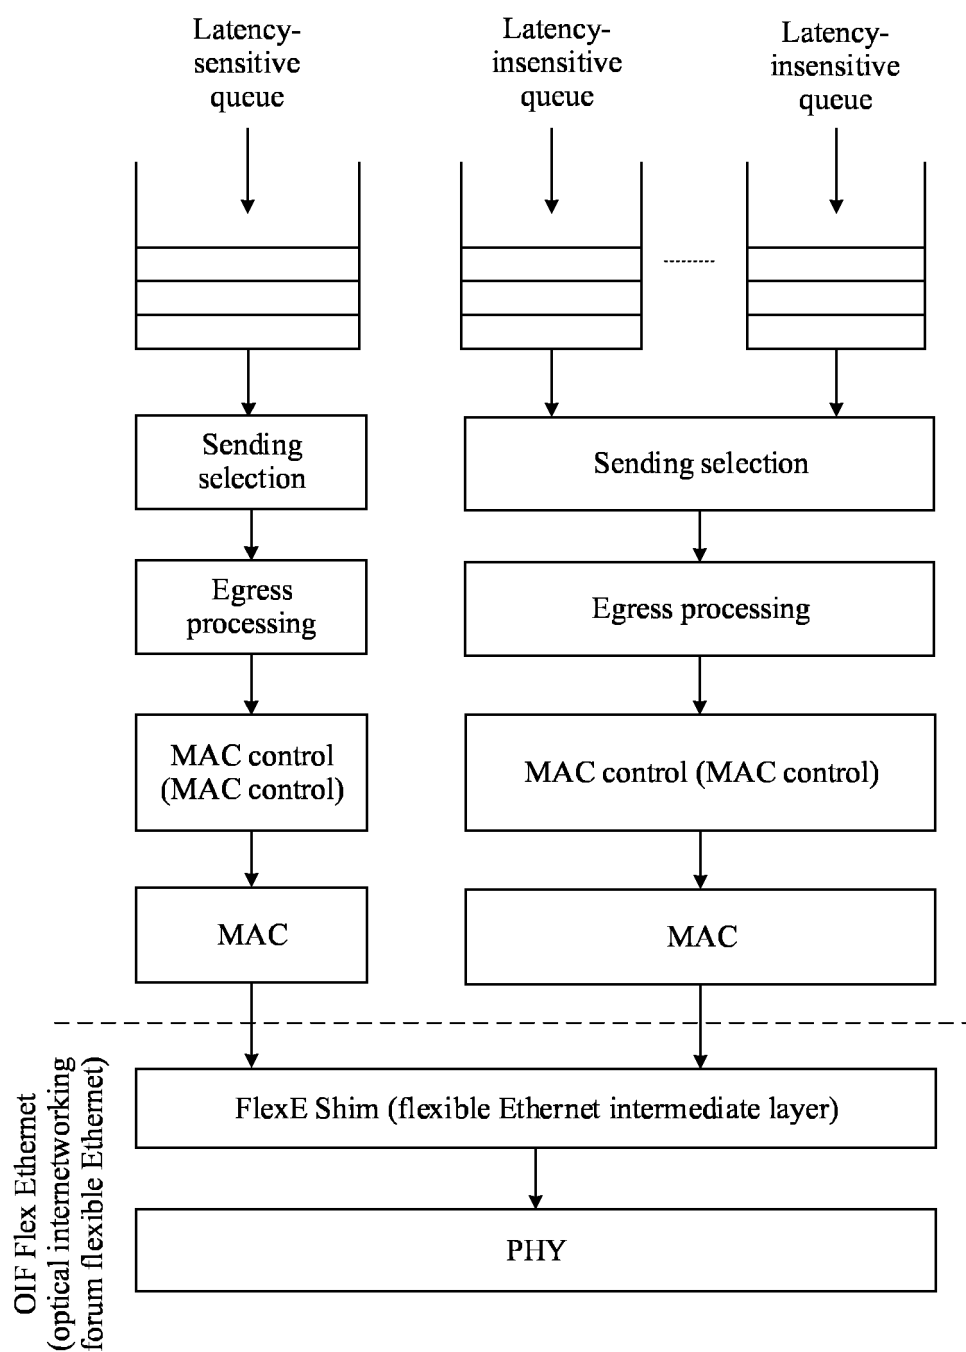 Latency-
sensitive
queue
Latency-
insensitive
queue
Latency-
insensitive
queue
Sending
selection
Sending selection
Egress
processing
Egress processing
MAC control
(MAC control)
MAC control (MAC control)
MAC
MAC
OIF Flex Ethernet
(optical internetworking
forum flexible Ethernet)
FlexE Shim (flexible Ethernet intermediate layer)
PHY